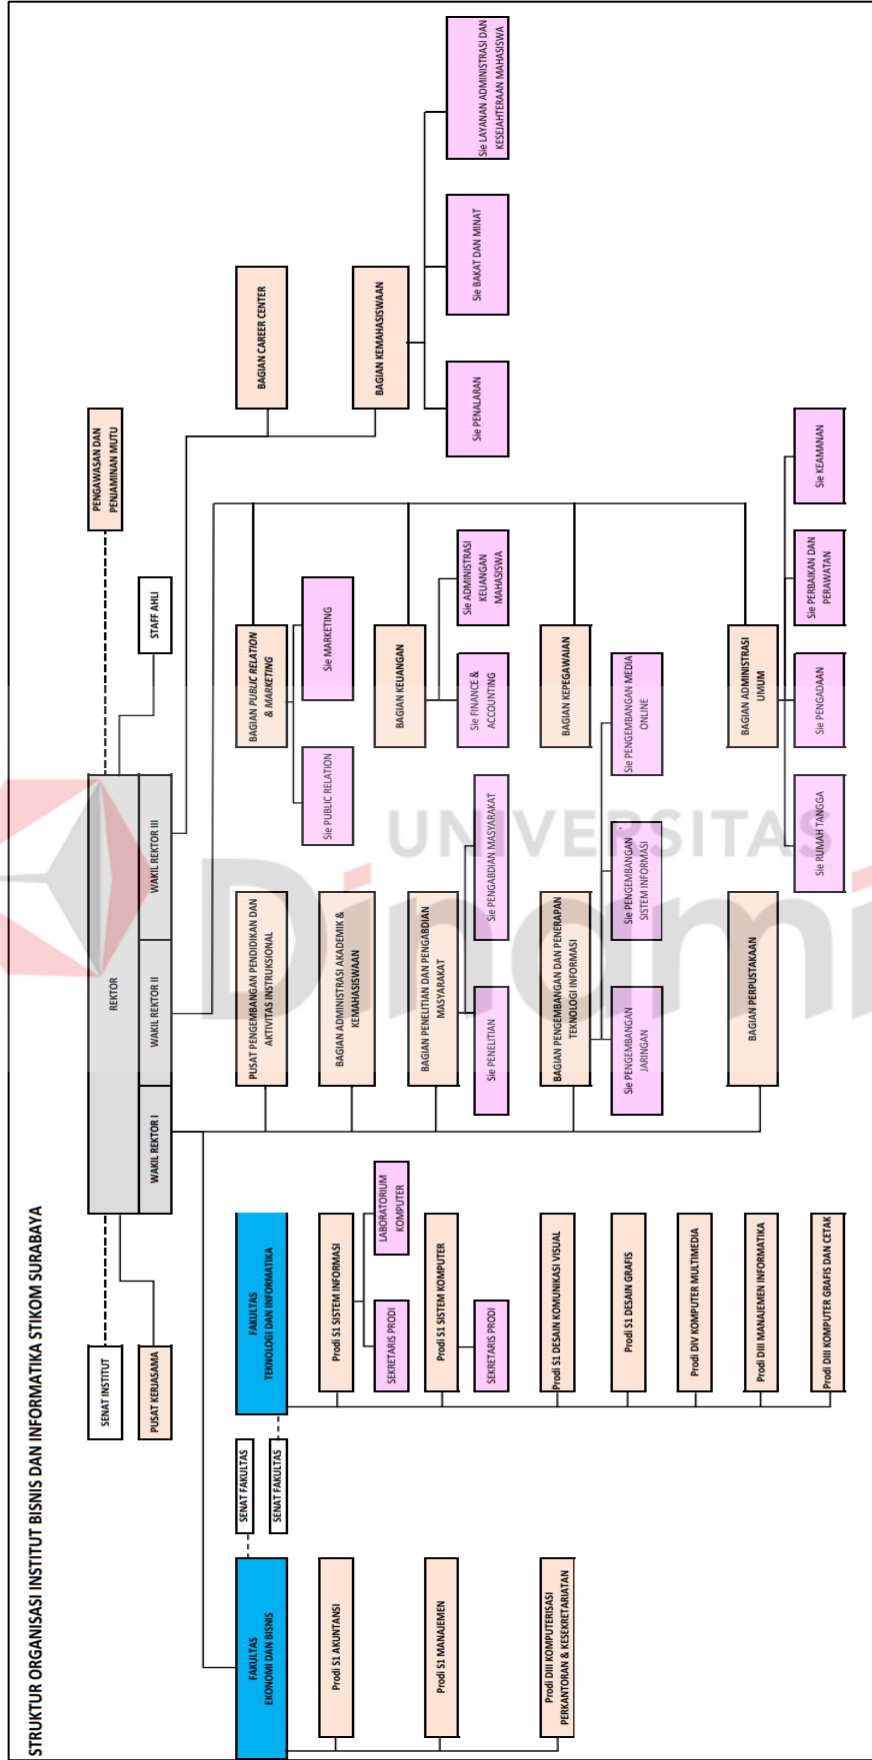 STRUKTUR ORGANISASI INSTITUT BISNIS DAN INFORMATIKA STIKOM SURABAYA
SENAT INSTITUT
REKTOR
PENGAWASAN DAN
PENJAMINAN MUTU
PUSAT KERJASAMA
WAKIL REKTOR I
WAKIL REKTOR II
WAKIL REKTOR III
STAFF AHLI
FAKULTAS
EKONOMI DAN BISNIS
SENAT FAKULTAS
SENAT FAKULTAS
FAKULTAS
TEKNOLOGI DAN INFORMATIKA
PUSAT PENGEMBANGAN PENDIDIKAN DAN
AKTIVITAS INSTRUKSIONAL
BAGIAN PUBLIC RELATION
& MARKETING
BAGIAN CAREER CENTER
Sie PUBLIC RELATION
Sie MARKETING
Prodi S1 AKUNTANSI
Prodi S1 SISTEM INFORMASI
BAGIAN ADMINISTRASI AKADEMIK &
KEMAHASISWAAN
BAGIAN KEUANGAN
BAGIAN KEMAHASISWAAN
SEKRETARIS PRODI
LABORATORIUM
KOMPUTER
Prodi S1 MANAJEMEN
Prodi S1 SISTEM KOMPUTER
BAGIAN PENELITIAN DAN PENGABDIAN
MASYARAKAT
Sie FINANCE &
ACCOUNTING
Sie ADMINISTRASI
KEUANGAN
MAHASISWA
Sie PENALARAN
Sie BAKAT DAN MINAT
Sie LAYANAN ADMINISTRASI DAN
KESEJAHTERAAN MAHASISWA
SEKRETARIS PRODI
Sie PENELITIAN
Sie PENGABDIAN MASYARAKAT
Prodi DIII KOMPUTERISASI
PERKANTORAN & KESEKRETARIATAN
Prodi S1 DESAIN KOMUNIKASI VISUAL
BAGIAN PENGEMBANGAN DAN PENERAPAN
TEKNOLOGI INFORMASI
BAGIAN KEPEGAWAIAN
Prodi S1 DESAIN GRAFIS
Sie PENGEMBANGAN
JARINGAN
Sie PENGEMBANGAN
SISTEM INFORMASI
Sie PENGEMBANGAN MEDIA
ONLINE
Prodi DIV KOMPUTER MULTIMEDIA
Prodi DIII MANAJEMEN INFORMATIKA
BAGIAN PERPUSTAKAAN
BAGIAN ADMINISTRASI
UMUM
Prodi DIII KOMPUTER GRAFIS DAN CETAK
Sie RUMAH TANGGA
Sie PENGADAAN
Sie PERBAIKAN DAN
PERAWATAN
Sie KEAMANAN
UNIVERSITAS
Dinami